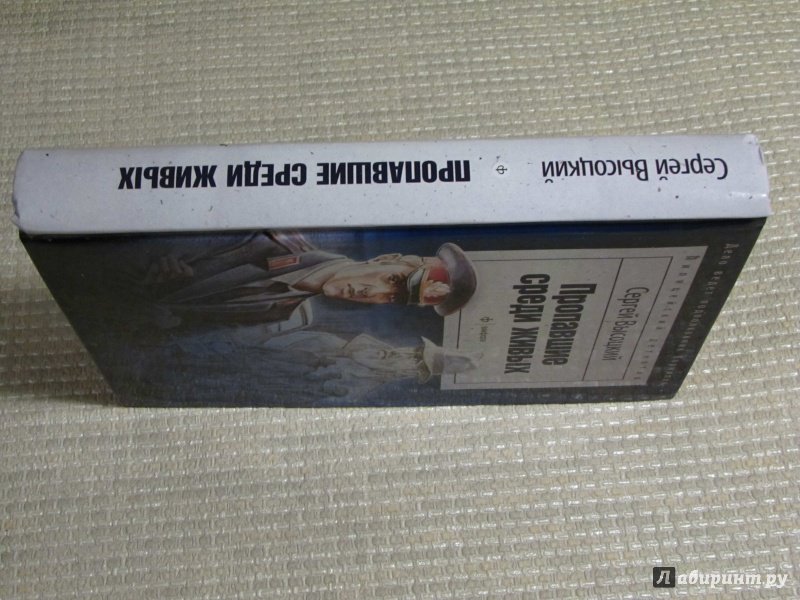 Сергей Высоцкий
ПРОПАВШИЕ СРЕДИ ЖИВЫХ
Сергей Высоцкий
Пропавшие
среди живых
Лабиринт.ру